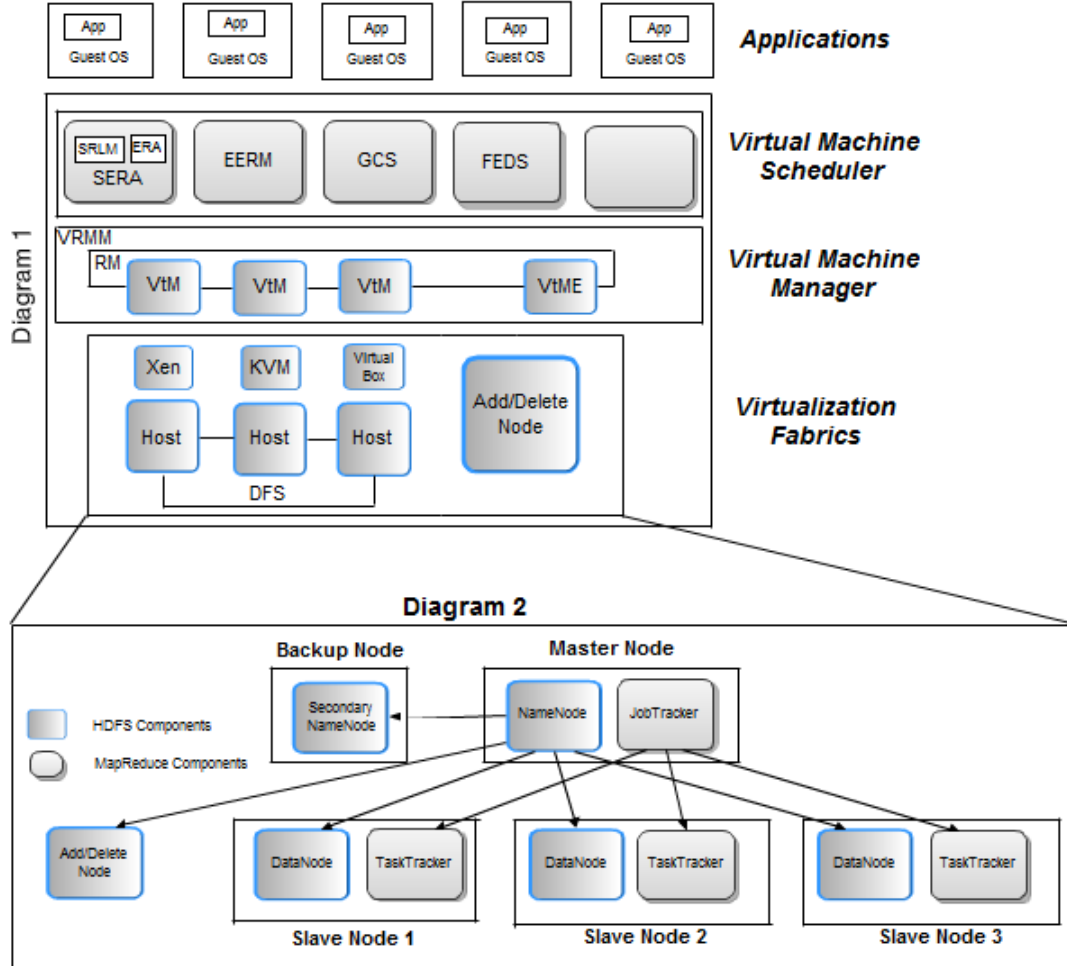 App
Guest OS
App
Guest OS
App
Guest OS
App
Guest OS
App
Guest OS
Applications
Diagram 1
SRLM
ERA
SERA
EERM
GCS
FEDS
Virtual Machine
Scheduler
VRMM
RM
VtM
VtM
VtM
VtME
Virtual Machine
Manager
Xen
KVM
Virtual
Box
Host
Host
Host
DFS
Add/Delete
Node
Virtualization
Fabrics
Diagram 2
Backup Node
Master Node
Secondary
NameNode
NameNode
JobTracker
HDFS Components
MapReduce Components
Add/Delete
Node
DataNode
TaskTracker
Slave Node 1
DataNode
TaskTracker
Slave Node 2
DataNode
TaskTracker
Slave Node 3